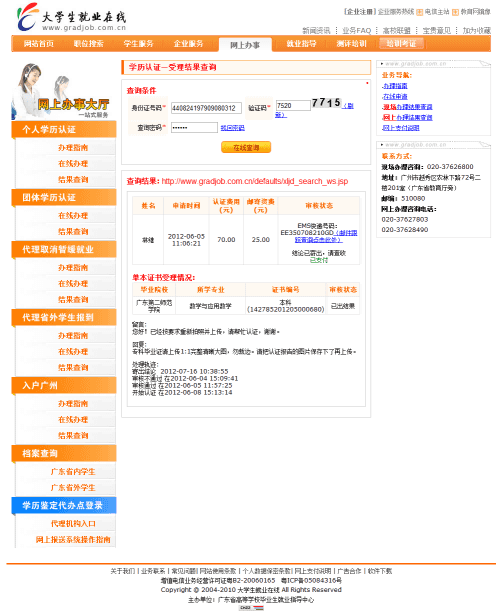 大学生就业在线
www.gradjob.com.cn
[企业注册] 企业服务热线 电信主站 教育网镜像
新闻资讯 ┊ 业务FAQ ┊ 高校联盟 ┊ 宝贵意见 ┊ 加为收藏
网站首页 职位搜索 学生服务 企业服务 网上办事 就业指导 测评培训 培训考证
网上办事大厅
一站式服务
个人学历认证
办理指南
在线办理
结果查询
团体学历认证
在线办理
结果查询
代理取消暂缓就业
办理指南
在线办理
结果查询
代理省外学生报到
办理指南
在线办理
结果查询
入户广州
办理指南
在线办理
结果查询
档案查询
广东省内学生
广东省外学生
学历鉴定代办点登录
代理机构入口
网上报送系统操作指南
学历认证—受理结果查询
查询条件
身份证号码* 440824197909080312 验证码* 7520 7715 (刷新)
查询密码* •••••• 找回密码
在线查询
查询结果: http://www.gradjob.com.cn/defaults/xljd_search_ws.jsp
姓名 申请时间 认证费用(元) 邮寄资费(元) 审核状态
2012-06-05 11:06:21 70.00 25.00 EMS快递号码: EE350708210GD (邮件跟踪查询点击此处)
结论已寄出，请查收
已支付
本单证书受理情况:
毕业院校 所学专业 证书编号 审核状态
广东第二师范学院 数学与应用数学 本科 (142785201205000680) 已出结果
留言:
您好！已经按要求重新拍照并上传，请帮忙认证，谢谢。
回复:
专科毕业证请上传1:1完整清晰大图，勿截边。请把认证报告的图片保存下了再上传。
处理轨迹:
寄出结论 2012-07-16 10:38:55
审核不通过 在2012-06-04 15:09:41
审核通过 在2012-06-05 11:57:25
开始认证 在2012-06-08 15:13:14
www.gradjob.com.cn
业务导航:
·办理指南
·在线申请
·现场办理结果查询
·网上办理结果查询
·网上支付说明
www.gradjob.com.cn
联系方式:
现场办理咨询: 020-37626800
地址: 广州市越秀区农林下路72号二楼201室（广东省教育厅旁）
邮编: 510080
网上办理咨询电话:
020-37627803
020-37628490
关于我们 | 业务联系 | 常见问题| 网站使用条款 | 个人数据保密条款| 网上支付说明 | 广告合作 | 软件下载
增值电信业务经营许可证粤B2-20060165 粤ICP备05084316号
Copyright © 2004-2010 大学生就业在线 All Rights Reserved
主办单位: 广东省高等学校毕业生就业指导中心